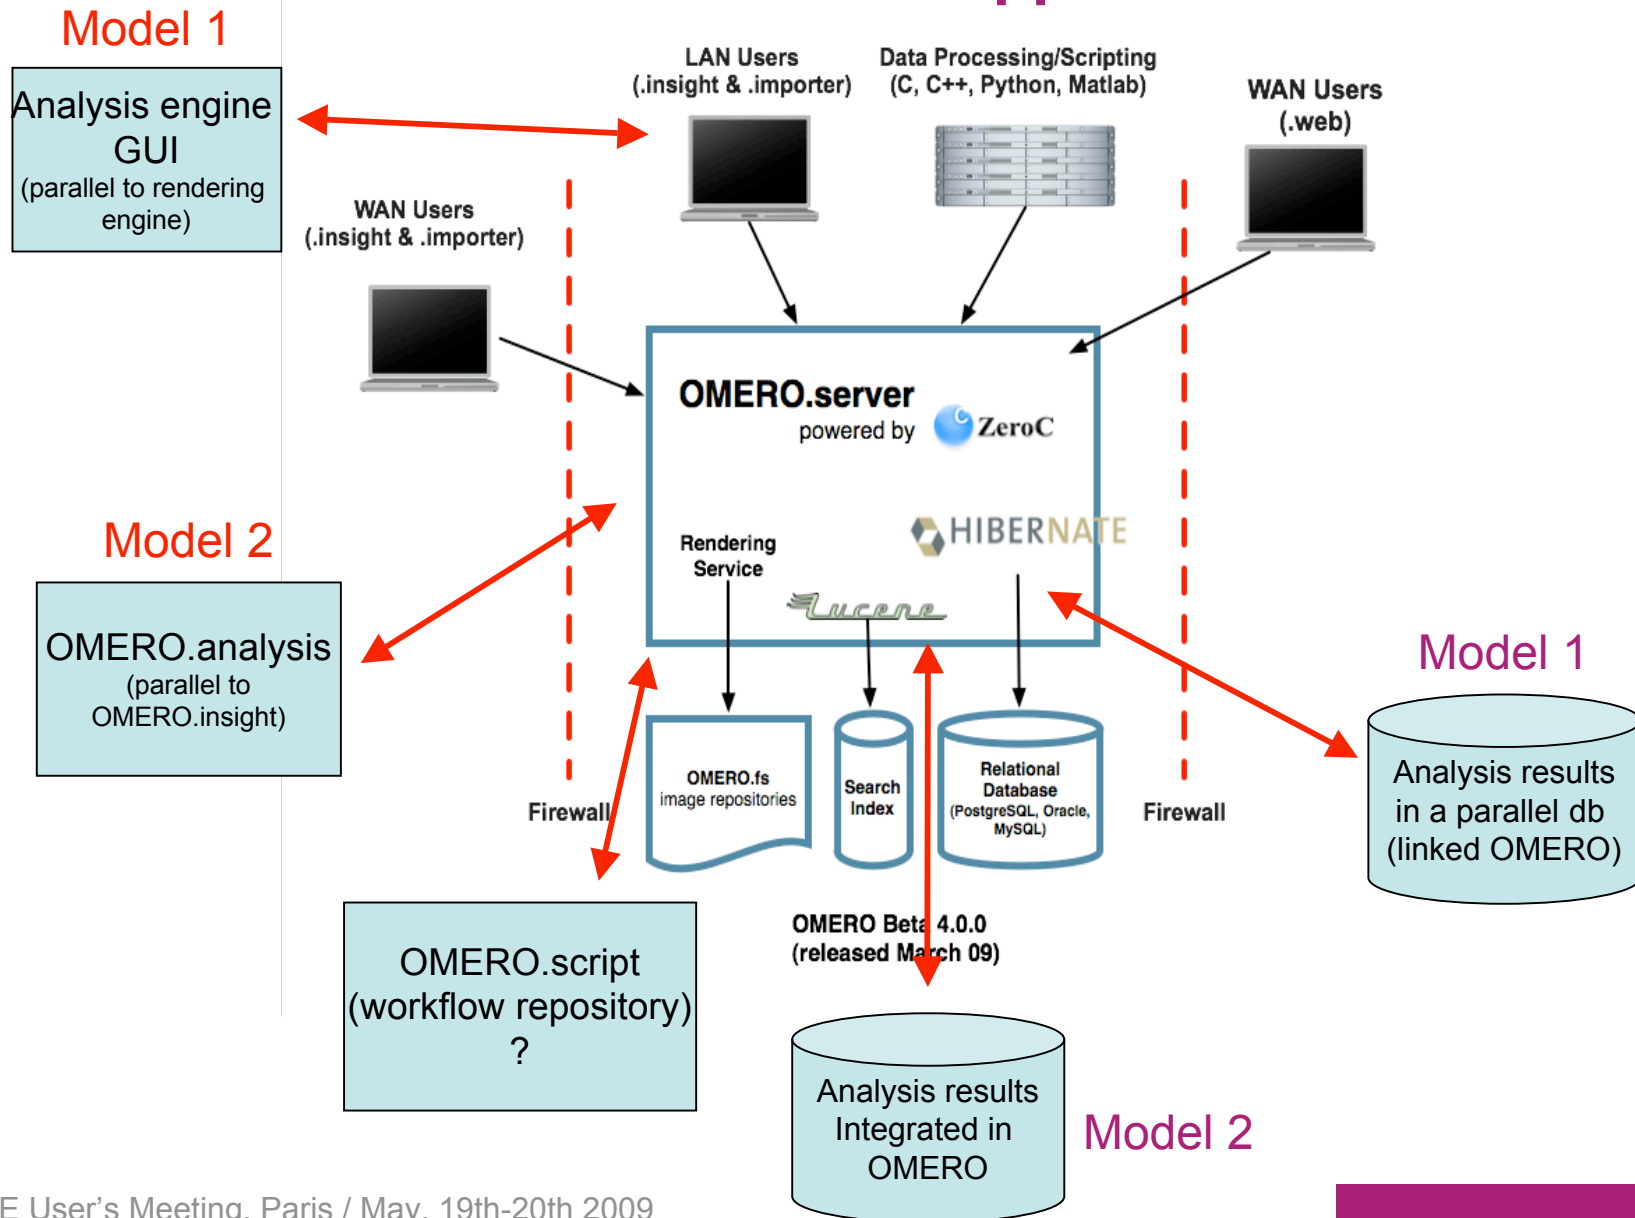 Model 1
Analysis engine
GUI
(parallel to rendering
engine)
LAN Users
(.insight & .importer)
Data Processing/Scripting
(C, C++, Python, Matlab)
WAN Users
(.web)
WAN Users
(.insight & .importer)
OMERO.server
powered by
ZeroC
HIBERNATE
Rendering
Service
Lucene
Model 2
OMERO.analysis
(parallel to
OMERO.insight)
Firewall
OMERO.fs
image repositories
Search
Index
Relational
Database
(PostgreSQL, Oracle,
MySQL)
Firewall
Model 1
Analysis results
in a parallel db
(linked OMERO)
OMERO.script
(workflow repository)
?
OMERO Beta 4.0.0
(released March 09)
Analysis results
Integrated in
OMERO
Model 2
E User's Meeting, Paris / May, 19th-20th 2009